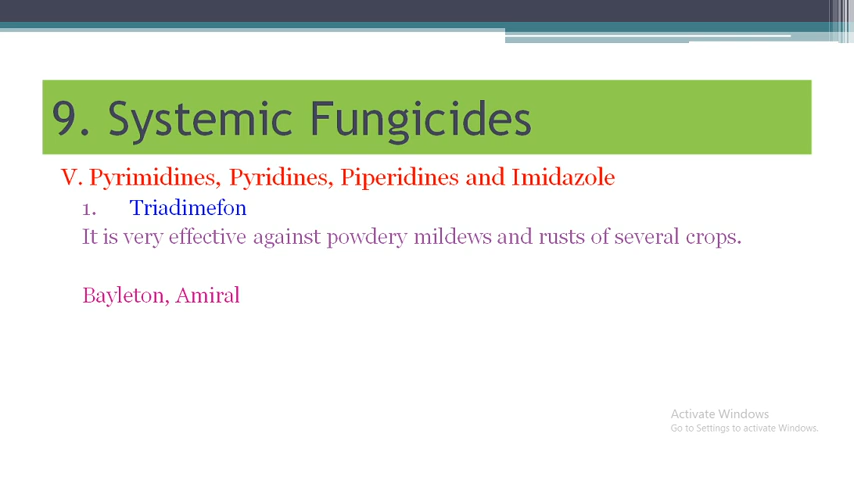 9. Systemic Fungicides
V. Pyrimidines, Pyridines, Piperidines and Imidazole
1. Triadimefon
It is very effective against powdery mildews and rusts of several crops.
Bayleton, Amiral
Activate Windows
Go to Settings to activate Windows.